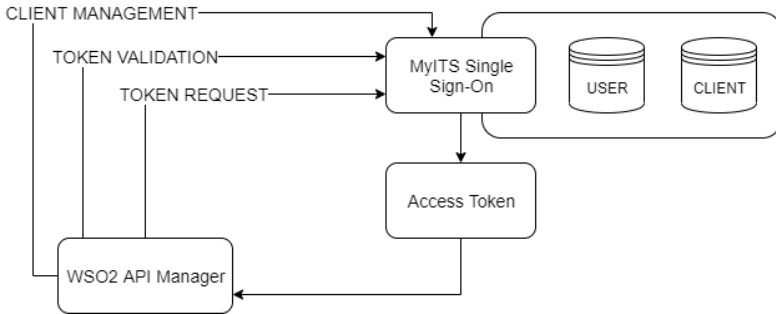 CLIENT MANAGEMENT
TOKEN VALIDATION
TOKEN REQUEST
MyITS Single
Sign-On
USER
CLIENT
Access Token
WSO2 API Manager